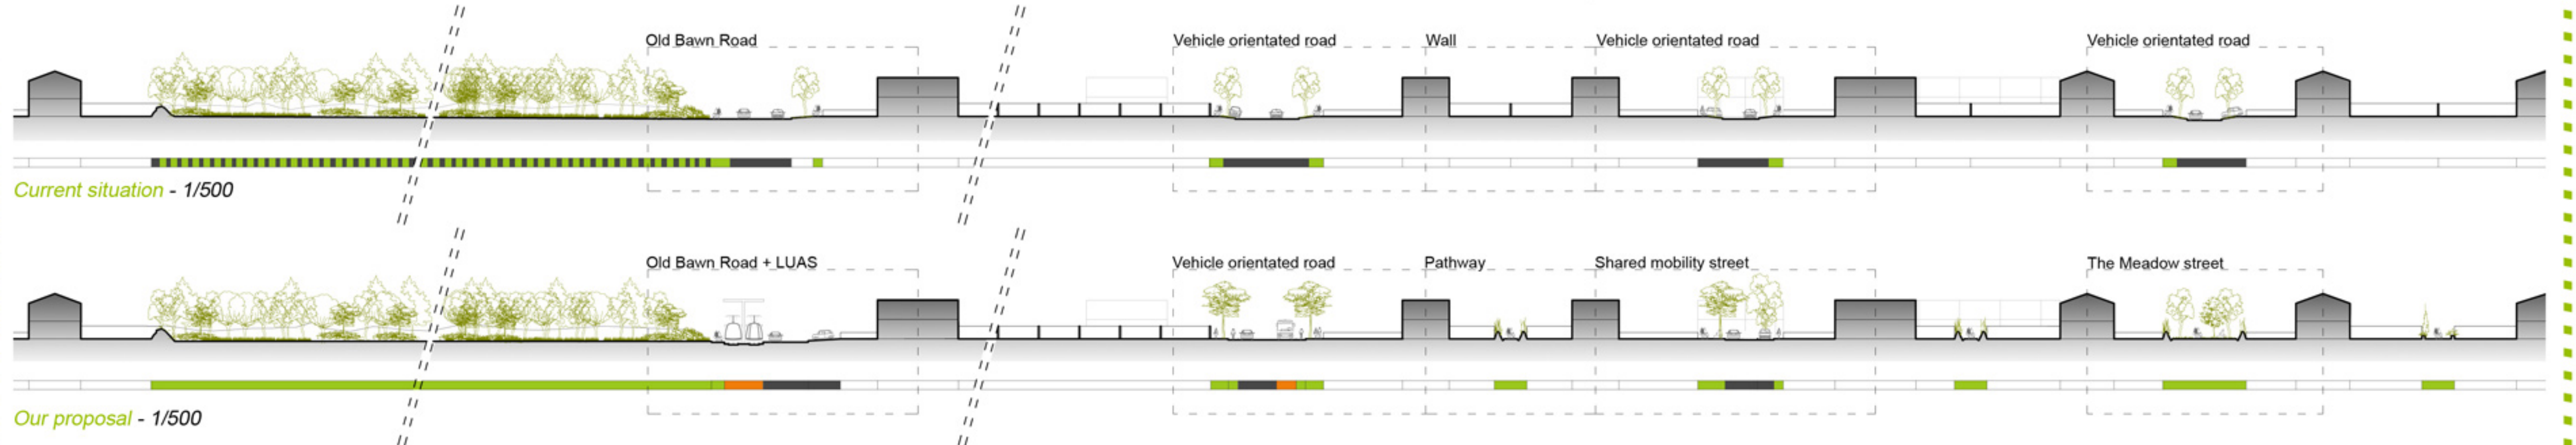 Old Bawn Road
Vehicle orientated road
Wall
Vehicle orientated road
Vehicle orientated road
Current situation - 1/500
Old Bawn Road + LUAS
Vehicle orientated road
Pathway
Shared mobility street
The Meadow street
Our proposal - 1/500